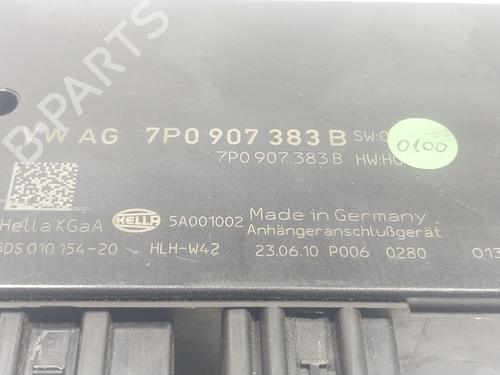 VW AG 7P0 907 383 B SW:0
7P0 907 383 B HW:H0
0100
Hella KGaA HELLA 5A001002 Made in Germany
Anhängeranschlußgerät
5DS 010 154-20 HLH-W42 23.06.10 P006 0280 013
B-PARTS